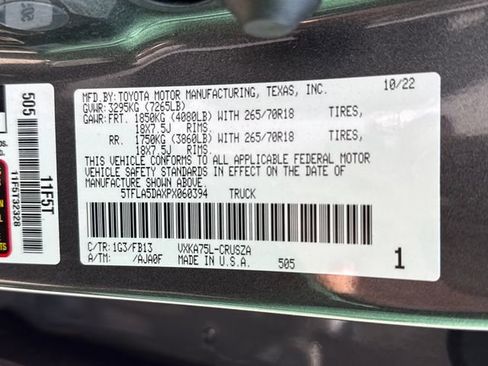 MFD.BY: TOYOTA MOTOR MANUFACTURING, TEXAS, INC. 10/22
GVWR: 3295KG (7265LB)
GAWR: FRT. 1850KG (4080LB) WITH 265/70R18 TIRES,
18X7.5J RIMS.
RR. 1750KG (3860LB) WITH 265/70R18 TIRES,
18X7.5J RIMS.
THIS VEHICLE CONFORMS TO ALL APPLICABLE FEDERAL MOTOR
VEHICLE SAFETY STANDARDS IN EFFECT ON THE DATE OF
MANUFACTURE SHOWN ABOVE.
5TFLA5DAXPX060394 TRUCK
C/TR: 1G3/FB13 VXKA75L-CRUSZA
A/TM: /AJA0F MADE IN U.S.A. 505 1
505
11F5T
11F5T32328